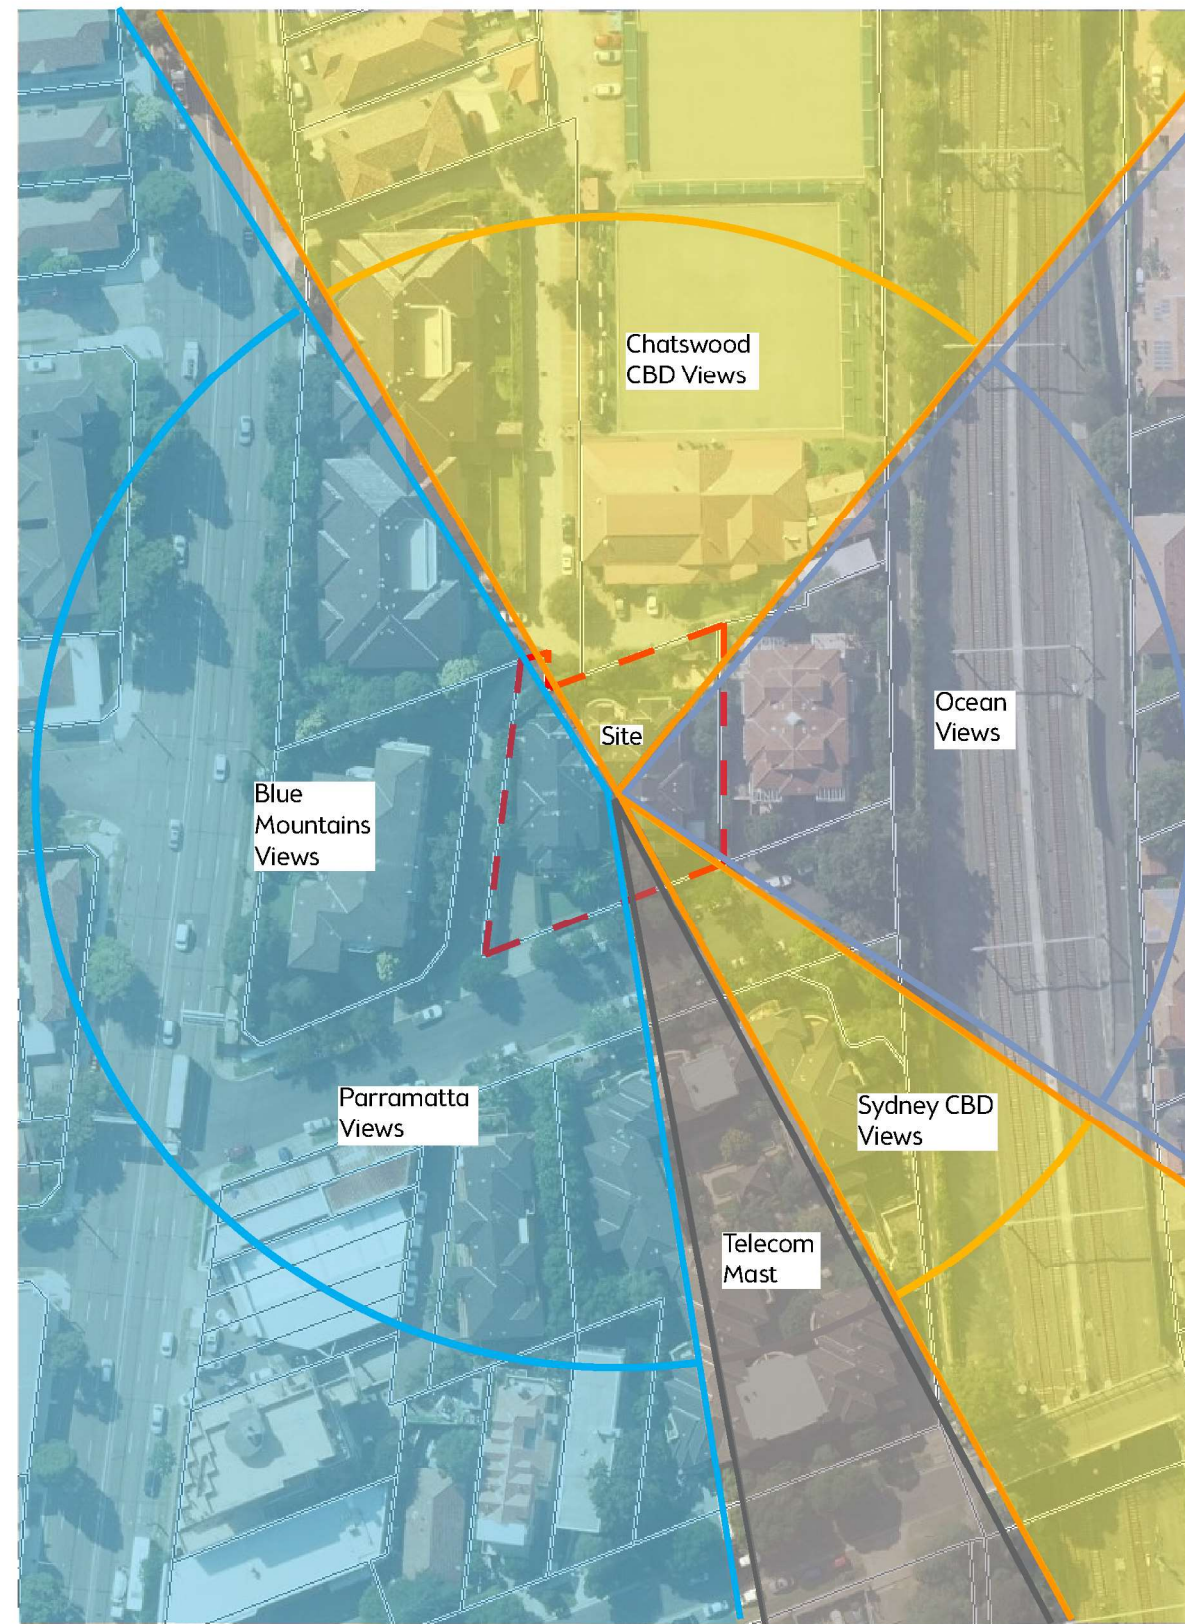 Chatswood
CBD Views
Ocean
Views
Site
Blue
Mountains
Views
Parramatta
Views
Sydney CBD
Views
Telecom
Mast